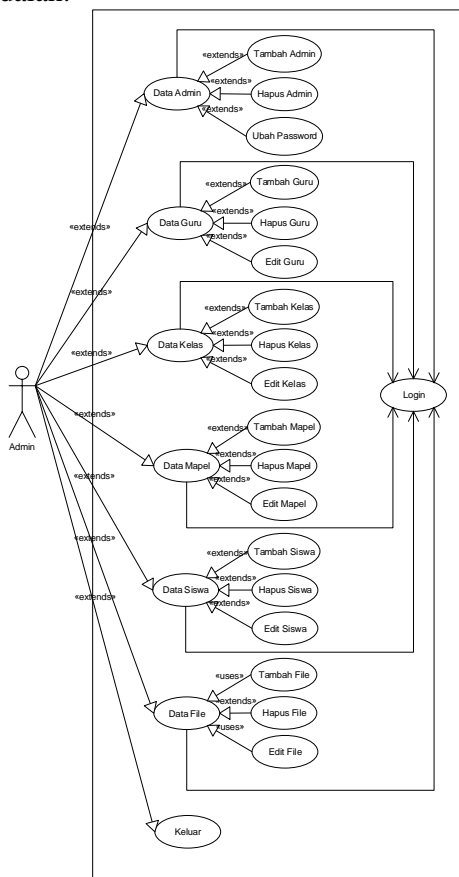 «extends»
Tambah Admin
«extends»
Data Admin
Hapus Admin
«extends»
Ubah Password
«extends»
Tambah Guru
«extends»
«extends»
Data Guru
Hapus Guru
«extends»
Edit Guru
«extends»
«extends»
Tambah Kelas
«extends»
«extends»
Data Kelas
Hapus Kelas
«extends»
Edit Kelas
Login
Admin
«extends»
«extends»
Tambah Mapel
«extends»
Data Mapel
Hapus Mapel
«extends»
Edit Mapel
«extends»
«extends»
Tambah Siswa
«extends»
Data Siswa
Hapus Siswa
«extends»
«extends»
Edit Siswa
«uses»
Tambah File
«extends»
Data File
Hapus File
«uses»
Edit File
Keluar